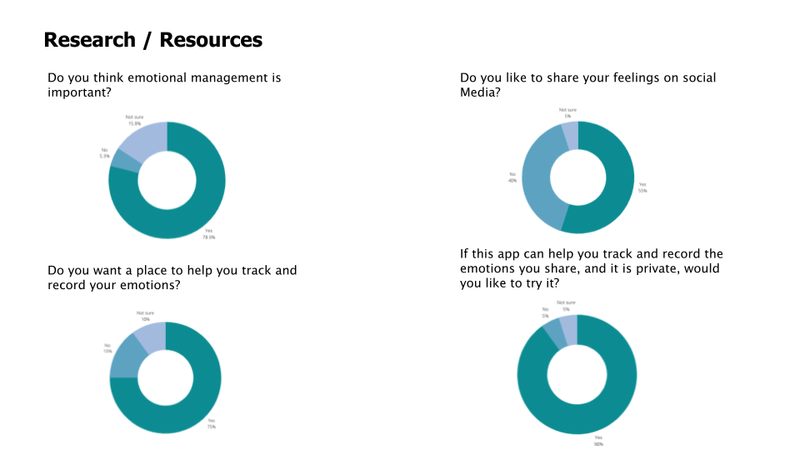 Research / Resources
Do you think emotional management is
important?
Not sure
15.8%
No
5.3%
Yes
78.9%
Do you want a place to help you track and
record your emotions?
Not sure
10%
No
15%
Yes
75%
Do you like to share your feelings on social
Media?
Not sure
5%
No
40%
Yes
55%
If this app can help you track and record the
emotions you share, and it is private, would
you like to try it?
Not sure
5%
No
5%
Yes
90%